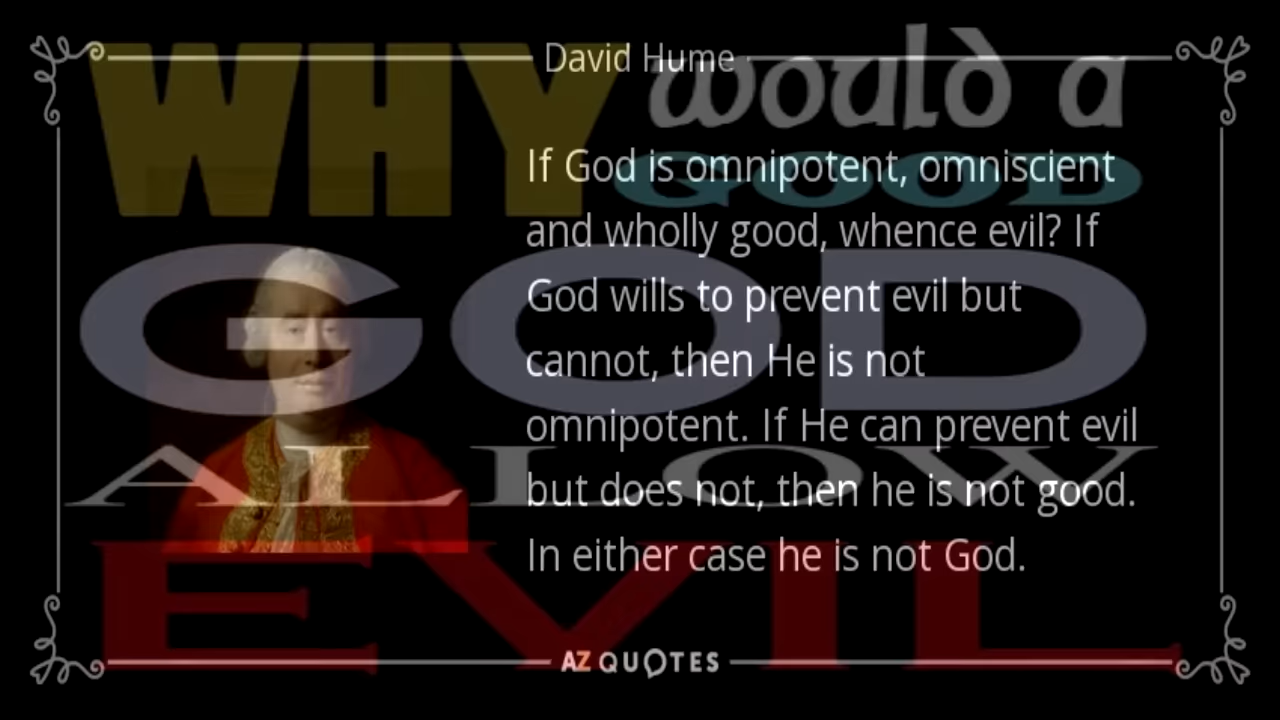 David Hume
WHY would a
GOOD
GOD
ALLOW
EVIL
If God is omnipotent, omniscient
and wholly good, whence evil? If
God wills to prevent evil but
cannot, then He is not
omnipotent. If He can prevent evil
but does not, then he is not good.
In either case he is not God.
AZ QUOTES